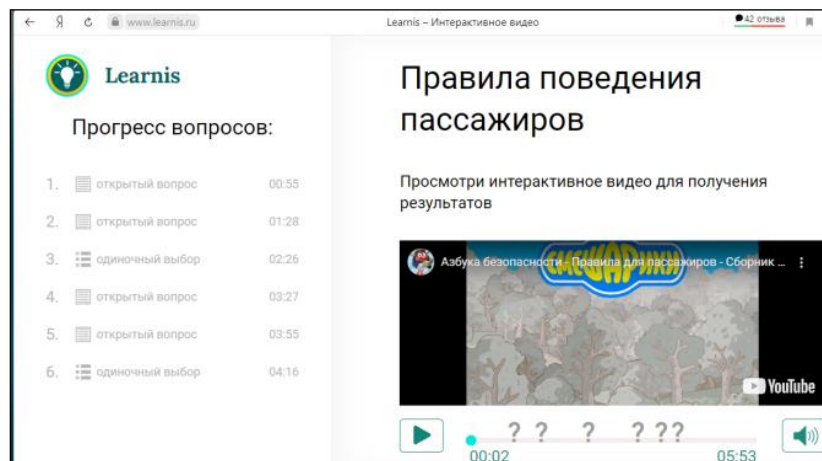 www.learnis.ru
Learnis – Интерактивное видео
42 отзыва
Learnis
Прогресс вопросов:
1. открытый вопрос 00:55
2. открытый вопрос 01:28
3. одиночный выбор 02:26
4. открытый вопрос 03:27
5. открытый вопрос 03:55
6. одиночный выбор 04:16
Правила поведения
пассажиров
Просмотри интерактивное видео для получения
результатов
Азбука безопасности - Правила для пассажиров - Сборник ...
СМЕШАРИКИ
YouTube
? ? ? ? ? ?
00:02 05:53